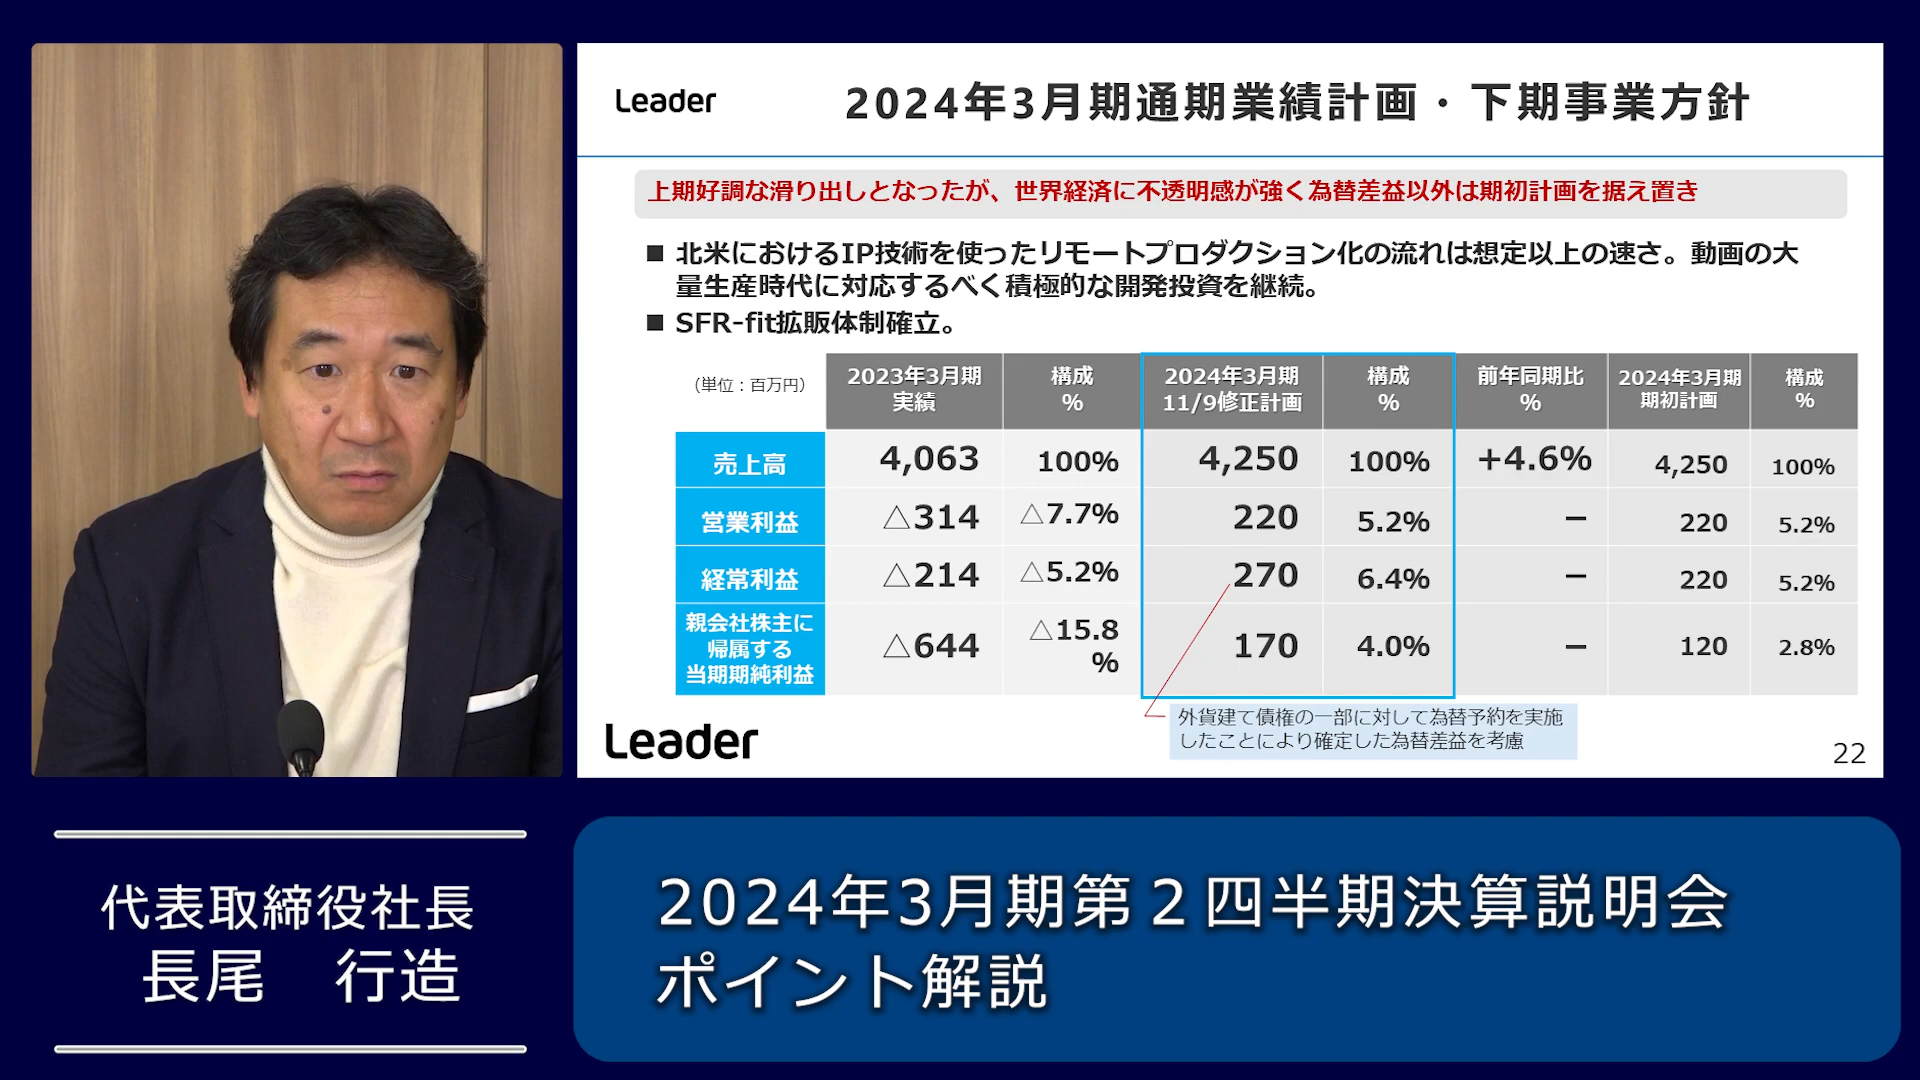 Leader
2024年3月期通期業績計画・下期事業方針
上期好調な滑り出しとなったが、世界経済に不透明感が強く為替差益以外は期初計画を据え置き
■ 北米におけるIP技術を使ったリモートプロダクション化の流れは想定以上の速さ。動画の大
量生産時代に対応するべく積極的な開発投資を継続。
■ SFR-fit拡販体制確立。
（単位：百万円） 2023年3月期 構成 2024年3月期 構成 前年同期比 2024年3月期 構成
実績 % 11/9修正計画 % % 期初計画 %
売上高 4,063 100% 4,250 100% +4.6% 4,250 100%
営業利益 △314 △7.7% 220 5.2% － 220 5.2%
経常利益 △214 △5.2% 270 6.4% － 220 5.2%
親会社株主に
帰属する
当期期純利益 △644 △15.8
% 170 4.0% － 120 2.8%
外貨建て債権の一部に対して為替予約を実施
したことにより確定した為替差益を考慮
Leader
22
代表取締役社長
長尾　行造
2024年3月期第２四半期決算説明会
ポイント解説